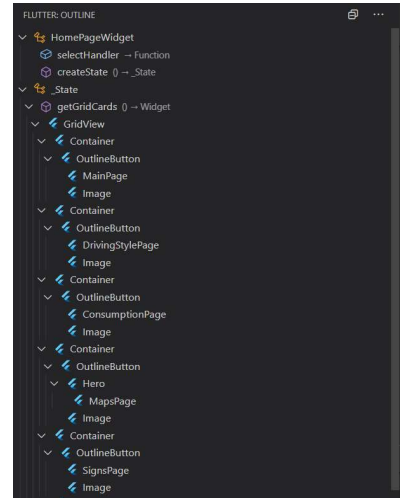 FLUTTER: OUTLINE
HomePageWidget
selectHandler → Function
createState () → _State
_State
getGridCards () → Widget
GridView
Container
OutlineButton
MainPage
Image
Container
OutlineButton
DrivingStylePage
Image
Container
OutlineButton
ConsumptionPage
Image
Container
OutlineButton
Hero
MapsPage
Image
Container
OutlineButton
SignsPage
Image